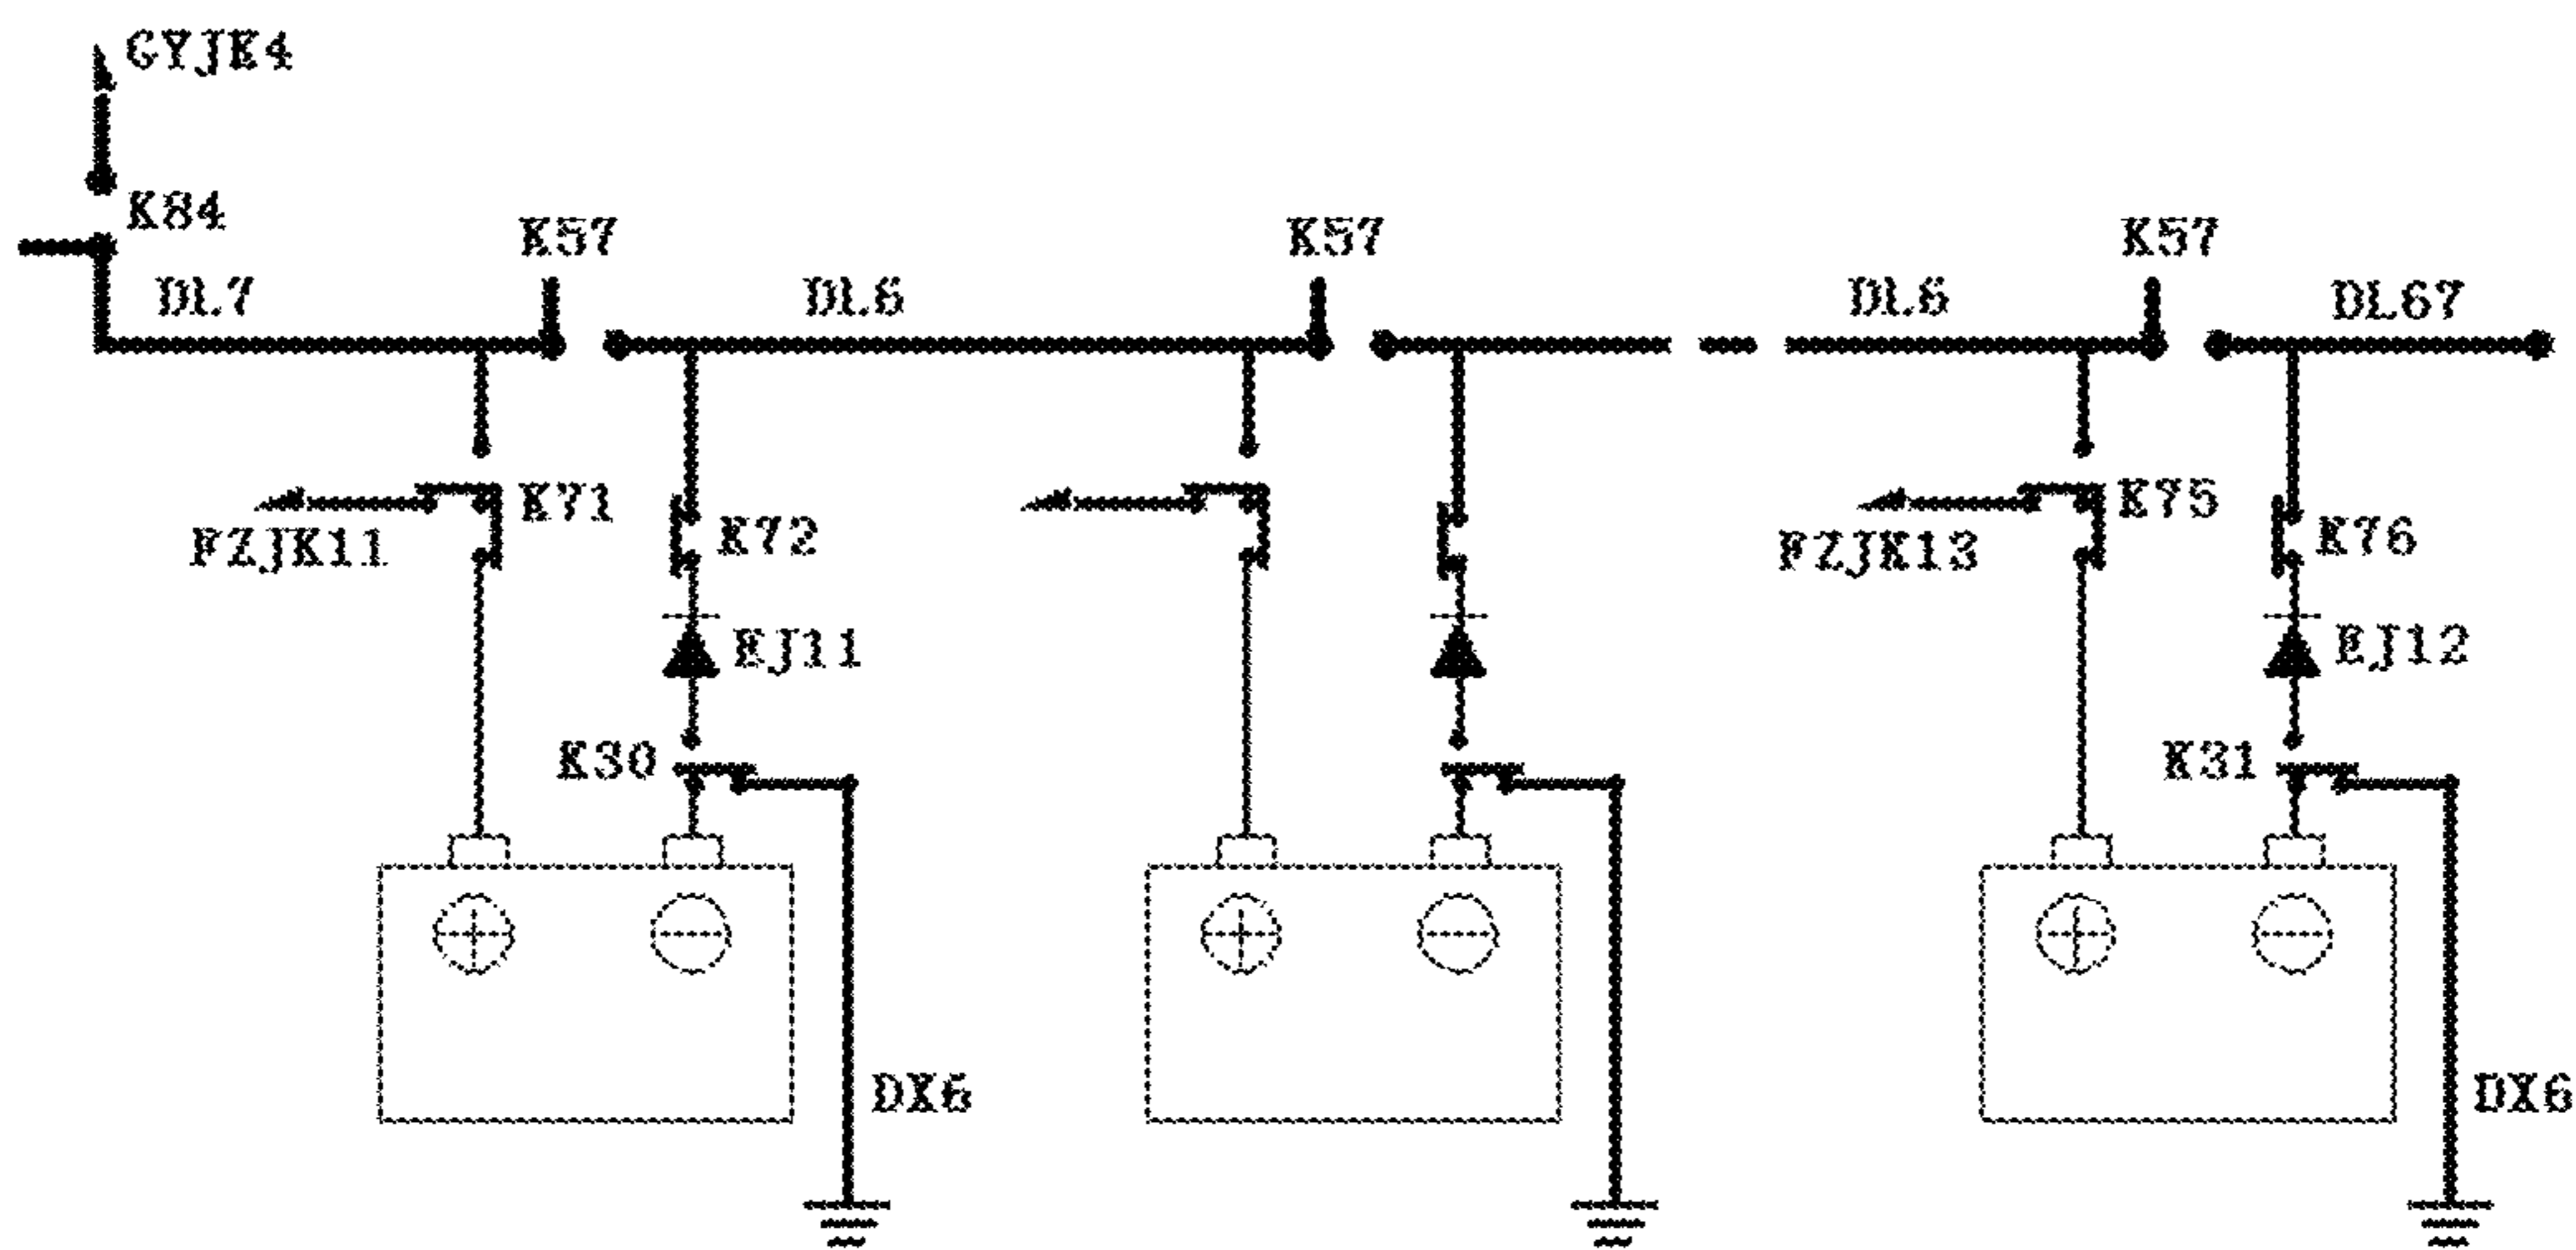 GYJK4
K84
K57
K57
K57
DL7
DL6
DL6
DL67
K71
K75
FZJK11
K72
FZJK13
K76
EJ11
EJ12
K30
K31
DX6
DX6